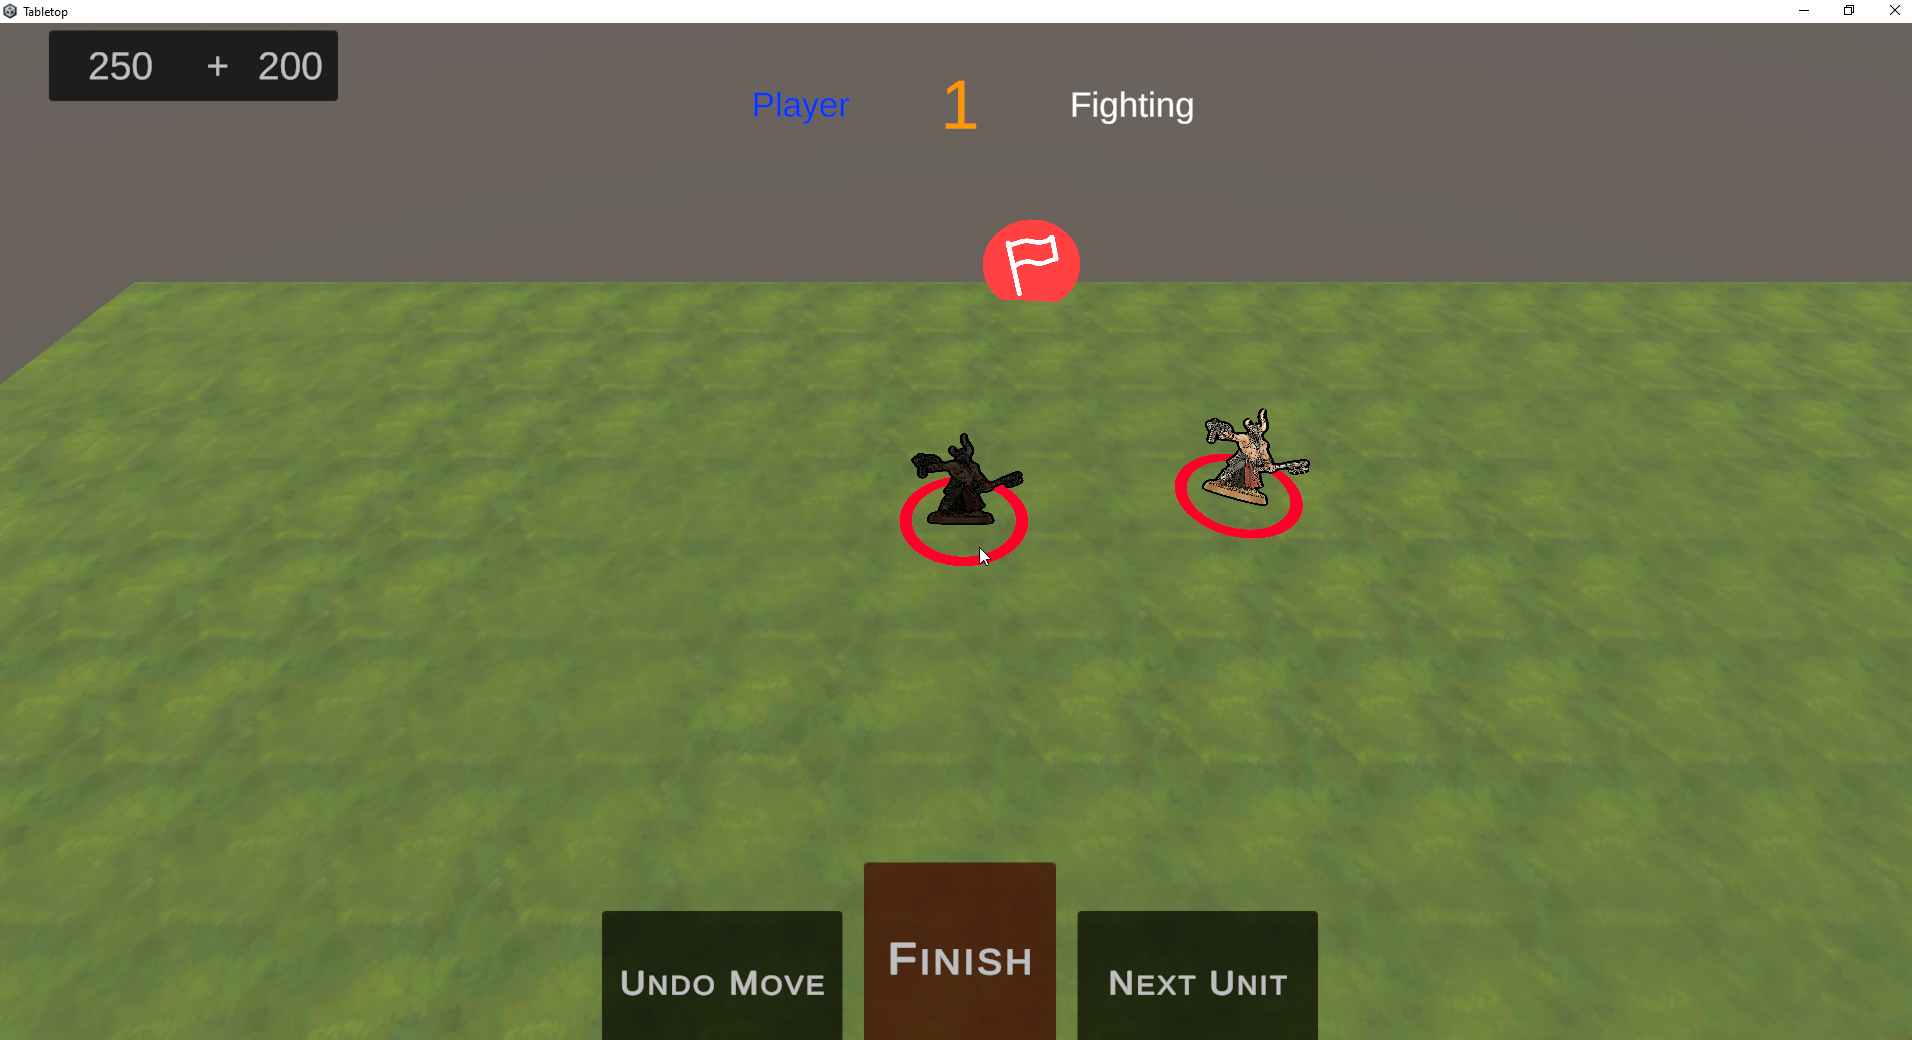 Tabletop
250 + 200
Player 1 Fighting
Undo Move
Finish
Next Unit